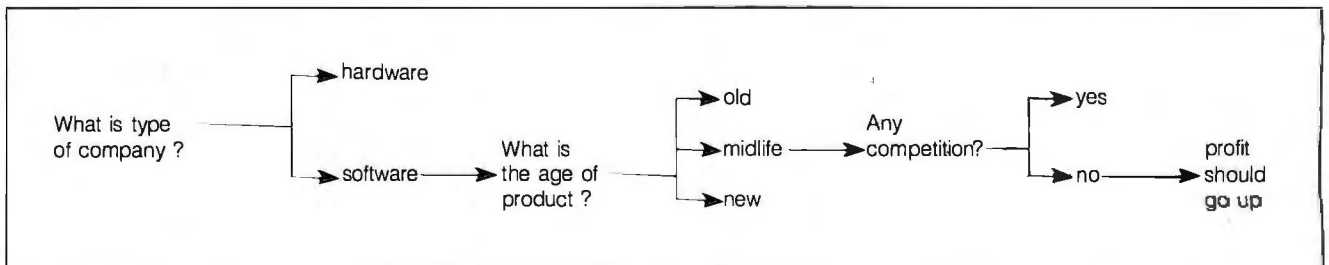 What is type
of company ?
hardware
software
What is
the age of
product ?
old
midlife
new
Any
competition?
yes
no
profit
should
go up